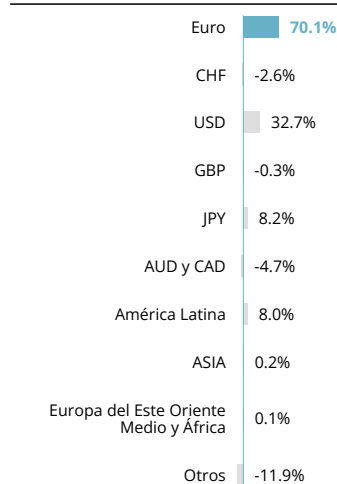 Euro 70.1%
CHF -2.6%
USD 32.7%
GBP -0.3%
JPY 8.2%
AUD y CAD -4.7%
América Latina 8.0%
ASIA 0.2%
Europa del Este Oriente
Medio y África 0.1%
Otros -11.9%